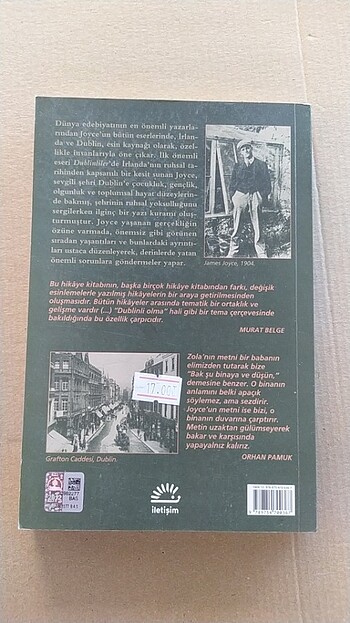 Dünya edebiyatının en önemli yazarla-
rından Joyce'un bütün eserlerinde, İrlan-
da ve Dublin, esin kaynağı olarak, özel-
likle insanlarıyla öne çıkar. İlk önemli
eseri Dublinliler'de İrlanda'nın ruhsal ta-
rihinden kapsamlı bir kesit sunan Joyce,
sevgili şehri Dublin'e çocukluk, gençlik,
olgunluk ve toplumsal hayat düzeylerin-
de bakmış, şehrinin ruhsal yoksulluğunu
sergilerken ilginç bir yazı kuramı oluş-
turmuştur. Joyce yaşanan gerçekliğin
özüne varmada, önemsiz gibi görünen
sıradan yaşantıları ve bunlardaki ayrıntı-
ları ustaca düzenleyerek, derinlerde yatan
önemli sorunlara göndermeler yapar.
James Joyce, 1904.
Bu hikâye kitabının, başka birçok hikâye kitabından farkı, değişik
esinlemelerle yazılmış hikâyelerin bir araya getirilmesinden
oluşmasıdır. Bütün hikâyeler arasında tematik bir ortaklık ve
gelişme vardır (...) "Dublinli olma" hali gibi bir tema çerçevesinde
bakıldığında bu özellik çarpıcıdır.
MURAT BELGE
Zola'nın metni bir babanın
elimizden tutarak bize
"Bak şu binaya ve düşün,"
demesine benzer. O binanın
anlamını belki apaçık
söylemez, ama sezdirir.
Joyce'un metni ise bizi, o
binanın duvarına çarptırır.
Metin uzaktan gülümseyerek
bakar ve karşısında
yapayalnız kalırız.
ORHAN PAMUK
17.00
Grafton Caddesi, Dublin.
iletişim